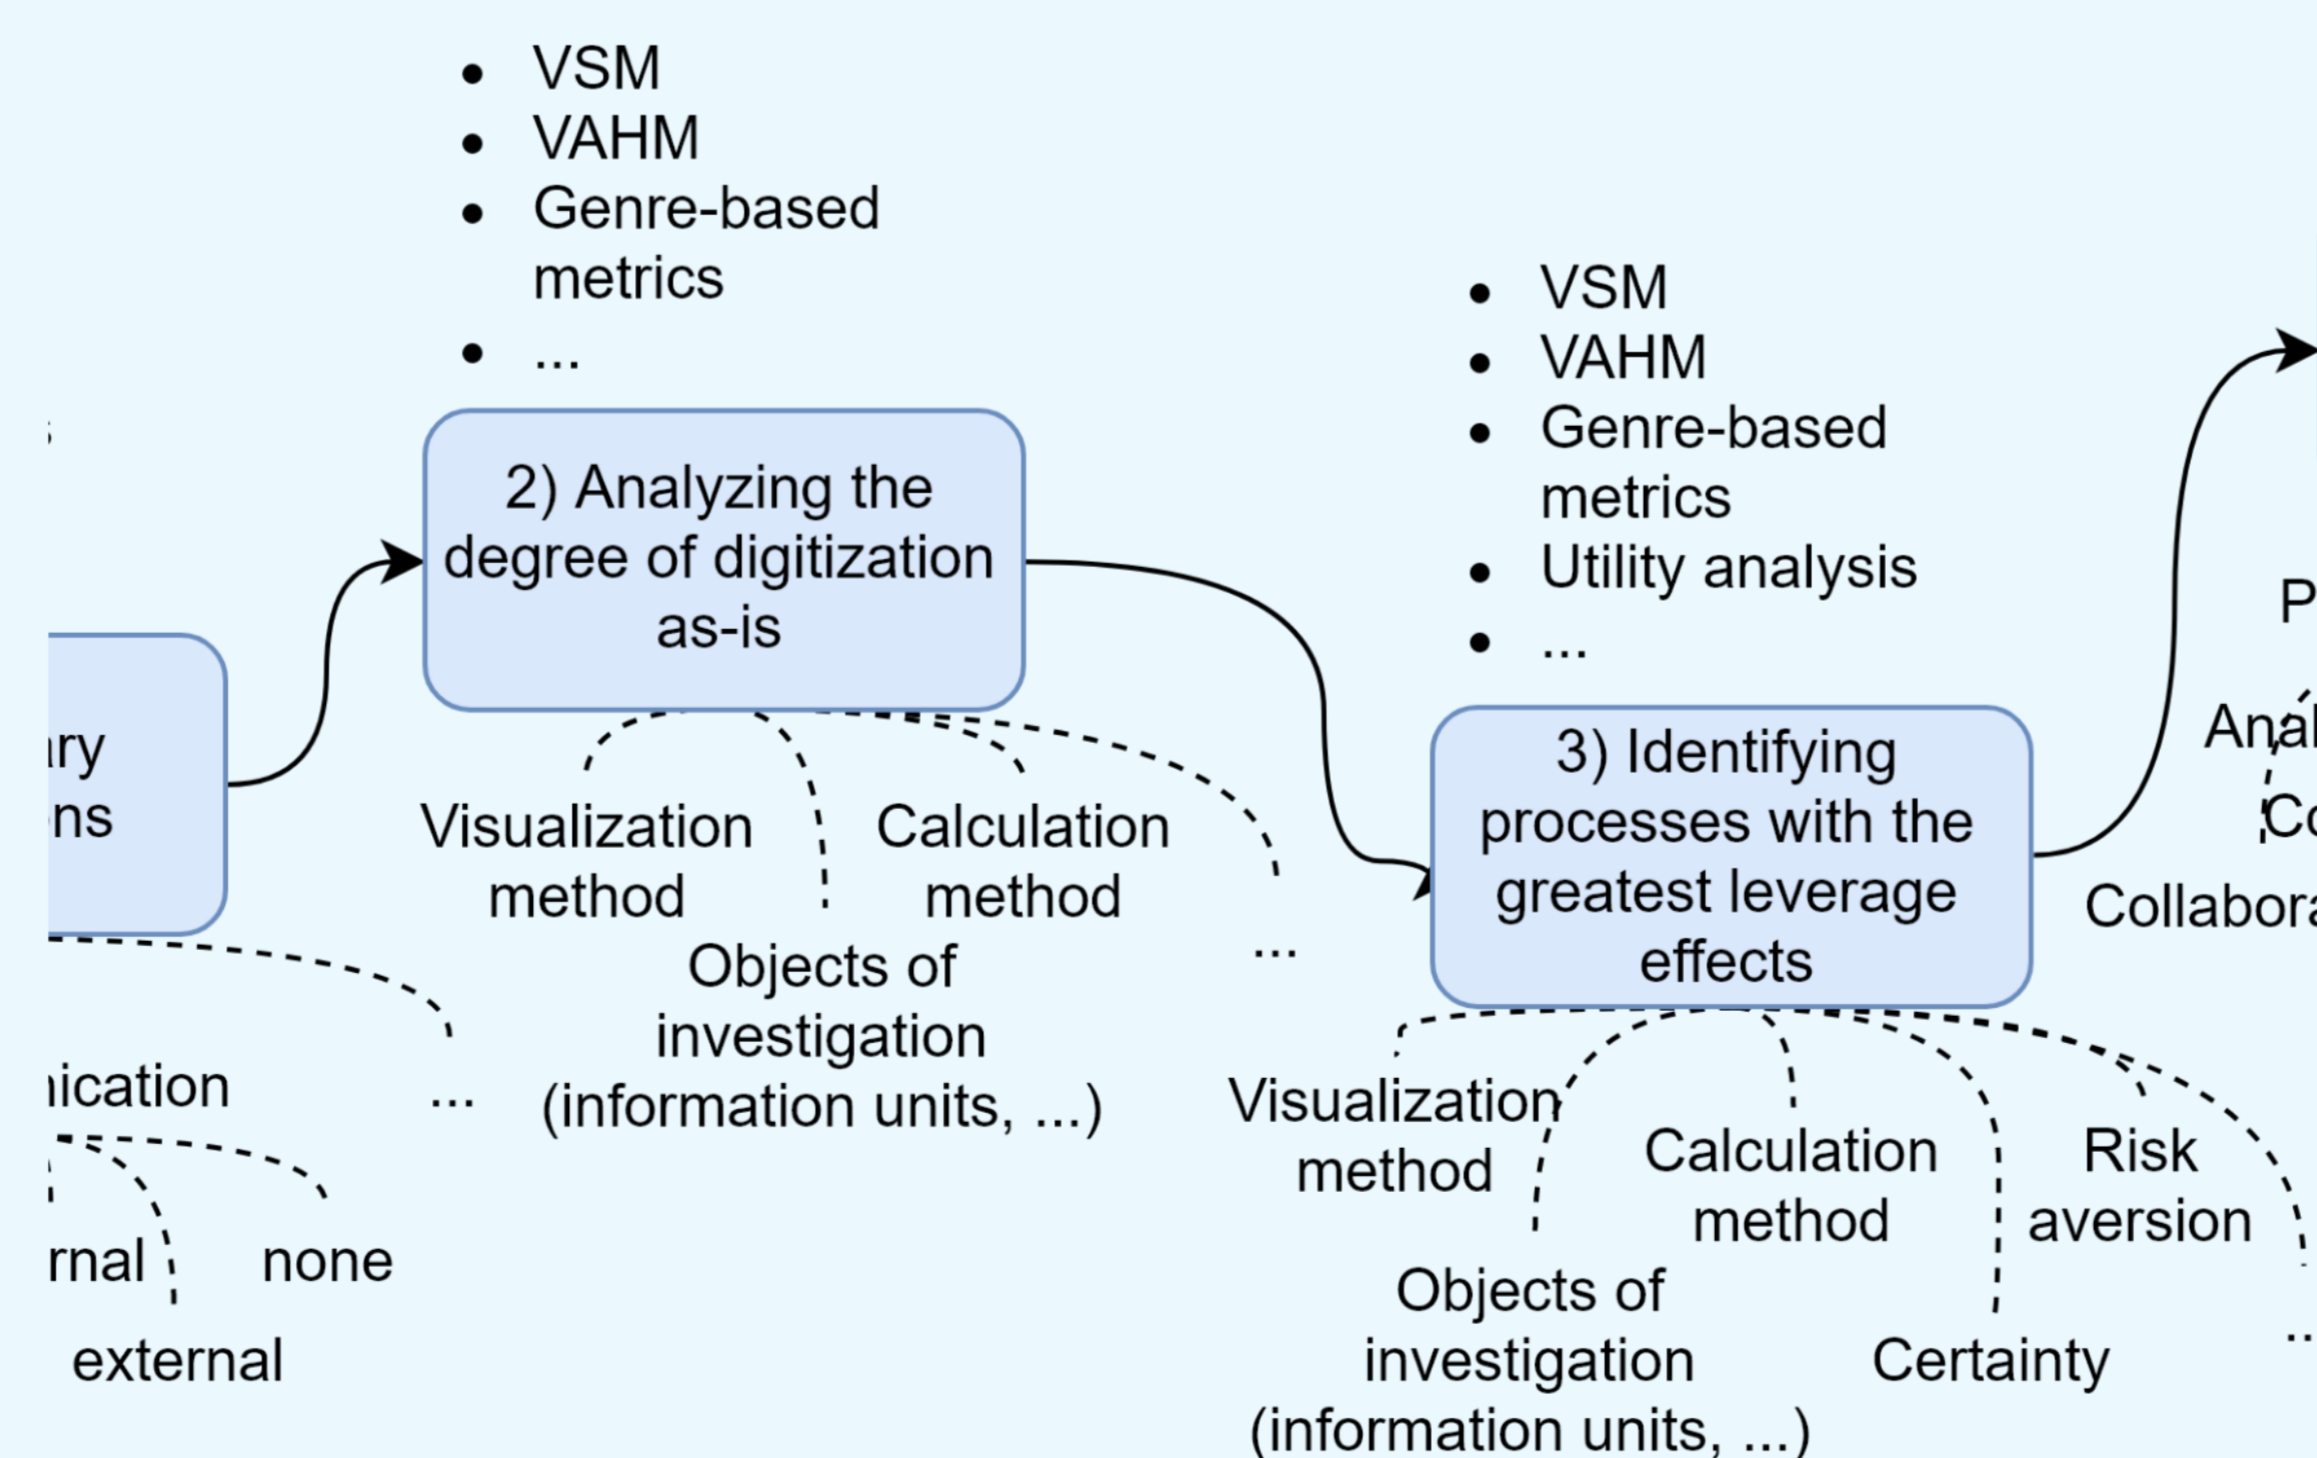 VSM
VAHM
Genre-based
metrics
...
2) Analyzing the
degree of digitization
as-is
Visualization
method
Calculation
method
Objects of
investigation
(information units, ...)
...
VSM
VAHM
Genre-based
metrics
Utility analysis
...
3) Identifying
processes with the
greatest leverage
effects
Visualization
method
Calculation
method
Risk
aversion
Objects of
investigation
(information units, ...)
Certainty
...
none
external